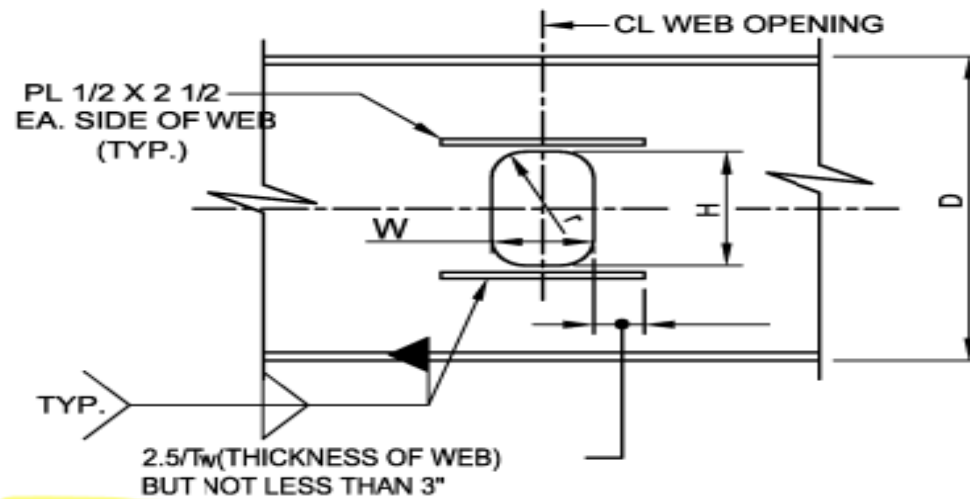 CL WEB OPENING
PL 1/2 X 2 1/2
EA. SIDE OF WEB
(TYP.)
W
r
H
D
TYP.
2.5/Tw(THICKNESS OF WEB)
BUT NOT LESS THAN 3"